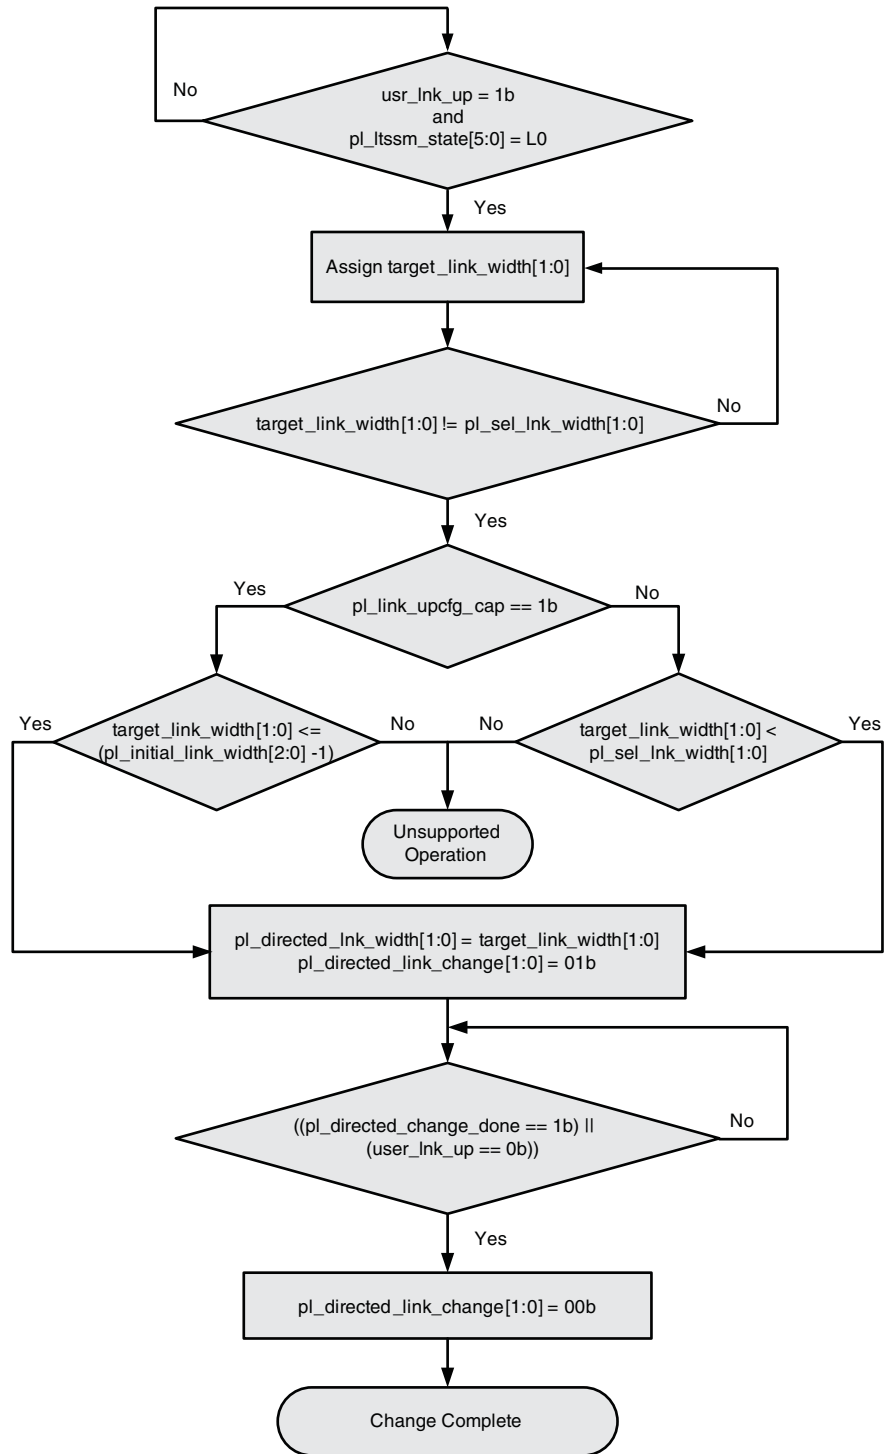 No
usr_lnk_up = 1b
and
pl_ltssm_state[5:0] = L0
Yes
Assign target_link_width[1:0]
target_link_width[1:0] != pl_sel_lnk_width[1:0]
No
Yes
Yes
pl_link_upcfg_cap == 1b
No
Yes
target_link_width[1:0] <=
(pl_initial_link_width[2:0] -1)
No
No
target_link_width[1:0] <
pl_sel_lnk_width[1:0]
Yes
Unsupported
Operation
pl_directed_lnk_width[1:0] = target_link_width[1:0]
pl_directed_link_change[1:0] = 01b
((pl_directed_change_done == 1b) ||
(user_lnk_up == 0b))
No
Yes
pl_directed_link_change[1:0] = 00b
Change Complete